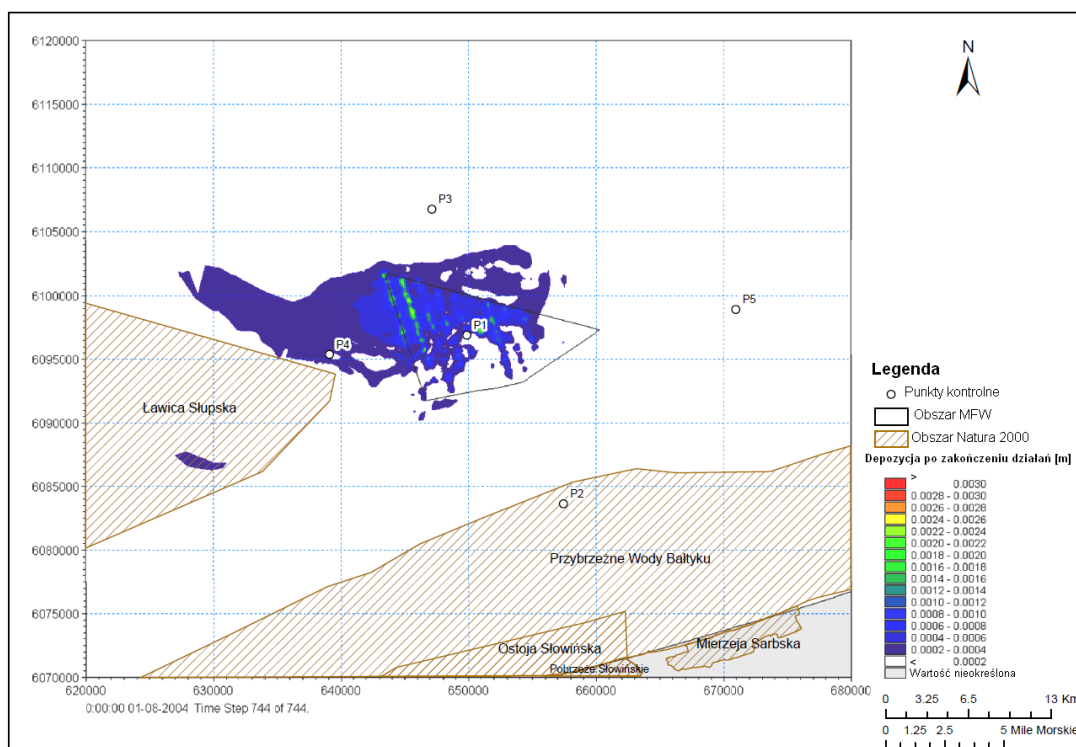 6120000
6115000
6110000
6105000
6100000
6095000
6090000
6085000
6080000
6075000
6070000
620000
630000
640000
650000
660000
670000
680000
P3
P5
P1
P4
Ławica Słupska
P2
Przybrzeżne Wody Bałtyku
Ostoja Słowińska
Mierzeja Sarbska
Pobrzeże Słowińskie
0:00:00 01-08-2004 Time Step 744 of 744.
N
Legenda
Punkty kontrolne
Obszar MFW
Obszar Natura 2000
Depozycja po zakończeniu działań [m]
> 0.0030
0.0028 - 0.0030
0.0026 - 0.0028
0.0024 - 0.0026
0.0022 - 0.0024
0.0020 - 0.0022
0.0018 - 0.0020
0.0016 - 0.0018
0.0014 - 0.0016
0.0012 - 0.0014
0.0010 - 0.0012
0.0008 - 0.0010
0.0006 - 0.0008
0.0004 - 0.0006
0.0002 - 0.0004
< 0.0002
Wartość nieokreślona
0 3.25 6.5 13 Km
0 1.25 2.5 5 Mile Morskie